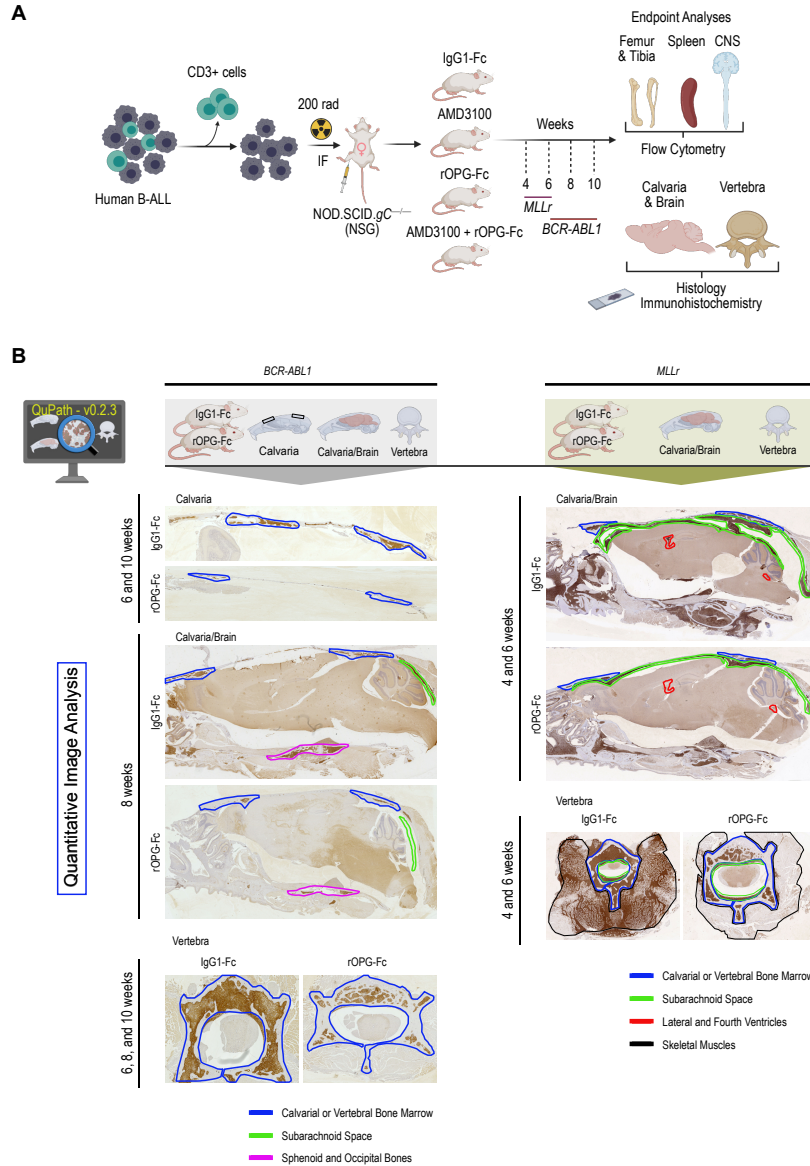 A
Endpoint Analyses
Femur
& Tibia
Spleen
CNS
Flow Cytometry
IgG1-Fc
AMD3100
rOPG-Fc
AMD3100 + rOPG-Fc
CD3+ cells
200 rad
IF
Human B-ALL
NOD.SCID.gC-/-
(NSG)
Weeks
4
6
8
10
MLLr
BCR-ABL1
Calvaria
& Brain
Vertebra
Histology
Immunohistochemistry
B
BCR-ABL1
MLLr
QuPath - v0.2.3
IgG1-Fc
rOPG-Fc
Calvaria
Calvaria/Brain
Vertebra
IgG1-Fc
rOPG-Fc
Calvaria/Brain
Vertebra
Quantitative Image Analysis
6 and 10 weeks
Calvaria
IgG1-Fc
rOPG-Fc
8 weeks
Calvaria/Brain
IgG1-Fc
rOPG-Fc
6, 8, and 10 weeks
Vertebra
IgG1-Fc
rOPG-Fc
Calvarial or Vertebral Bone Marrow
Subarachnoid Space
Sphenoid and Occipital Bones
4 and 6 weeks
Calvaria/Brain
IgG1-Fc
rOPG-Fc
4 and 6 weeks
Vertebra
IgG1-Fc
rOPG-Fc
Calvarial or Vertebral Bone Marrow
Subarachnoid Space
Lateral and Fourth Ventricles
Skeletal Muscles